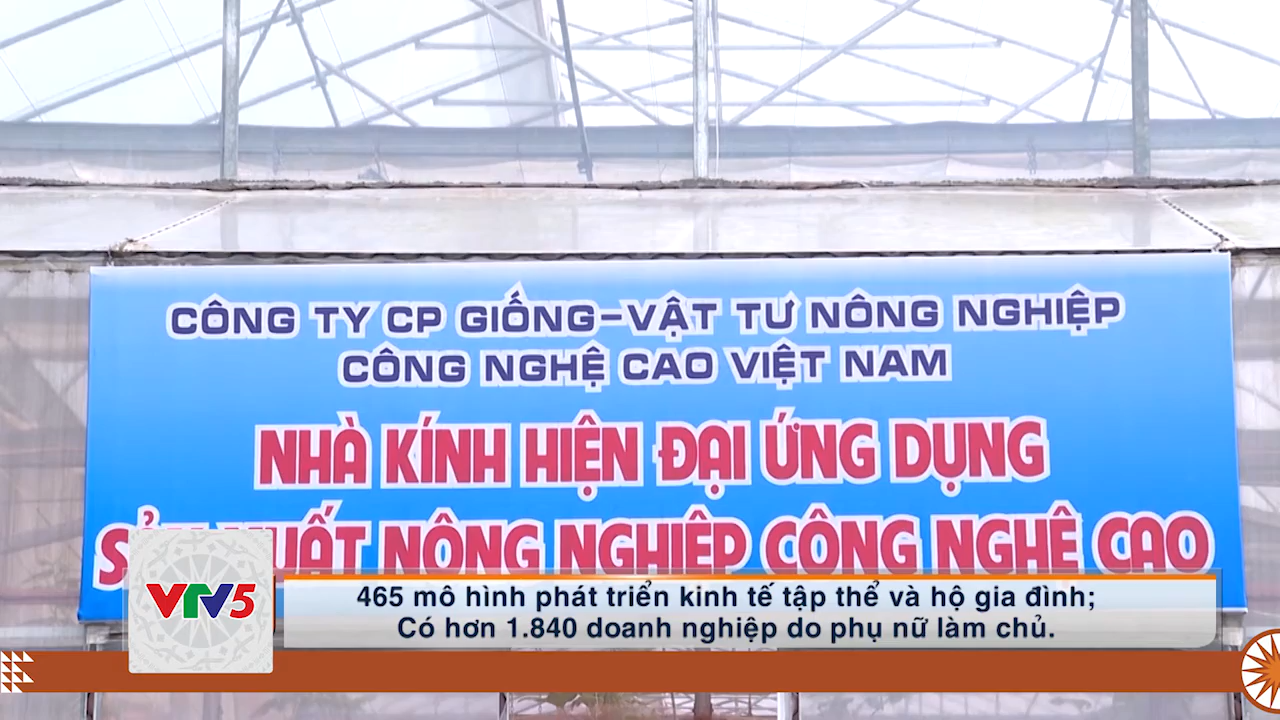 CÔNG TY CP GIỐNG-VẬT TƯ NÔNG NGHIỆP
CÔNG NGHỆ CAO VIỆT NAM
NHÀ KÍNH HIỆN ĐẠI ỨNG DỤNG
NÔNG NGHIỆP CÔNG NGHỆ CAO
VTV5
465 mô hình phát triển kinh tế tập thể và hộ gia đình;
Có hơn 1.840 doanh nghiệp do phụ nữ làm chủ.